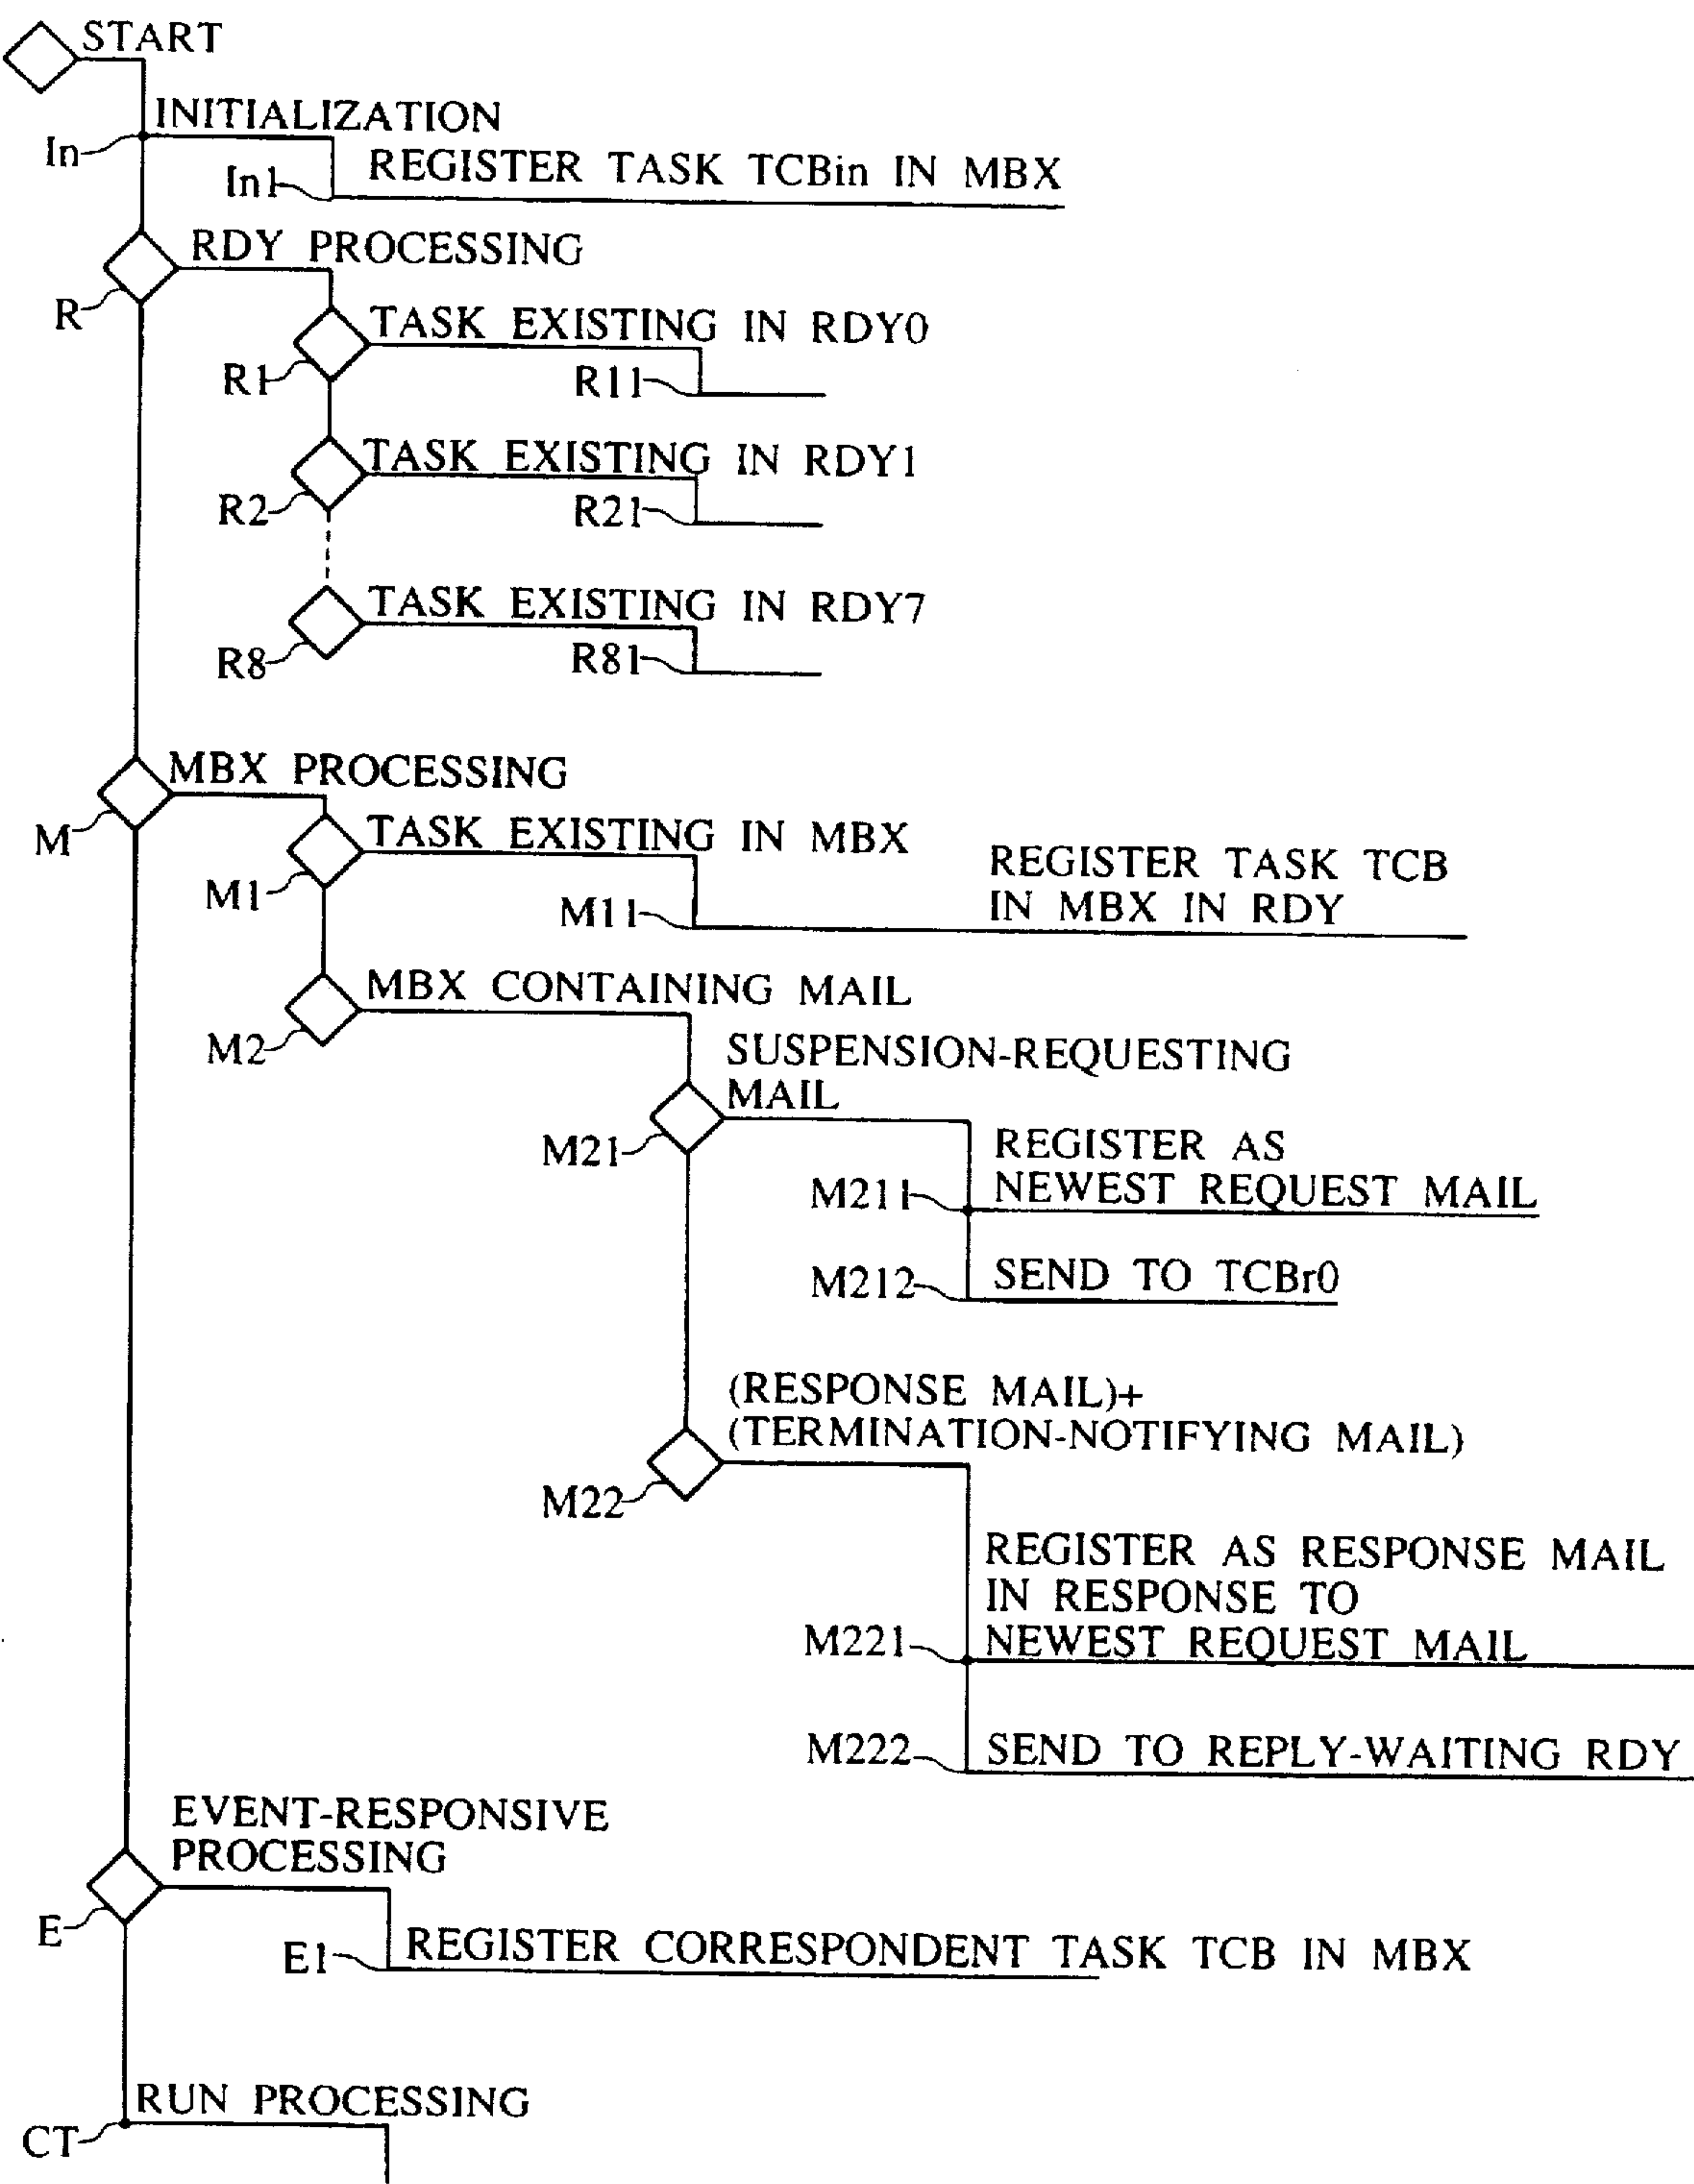 START
INITIALIZATION
In
REGISTER TASK TCBin IN MBX
In1
RDY PROCESSING
R
TASK EXISTING IN RDY0
R1
R11
TASK EXISTING IN RDY1
R2
R21
TASK EXISTING IN RDY7
R8
R81
MBX PROCESSING
M
TASK EXISTING IN MBX
M1
REGISTER TASK TCB
IN MBX IN RDY
M11
MBX CONTAINING MAIL
M2
SUSPENSION-REQUESTING
MAIL
M21
REGISTER AS
NEWEST REQUEST MAIL
M211
SEND TO TCBr0
M212
(RESPONSE MAIL)+
(TERMINATION-NOTIFYING MAIL)
M22
REGISTER AS RESPONSE MAIL
IN RESPONSE TO
NEWEST REQUEST MAIL
M221
SEND TO REPLY-WAITING RDY
M222
EVENT-RESPONSIVE
PROCESSING
E
REGISTER CORRESPONDENT TASK TCB IN MBX
E1
RUN PROCESSING
CT